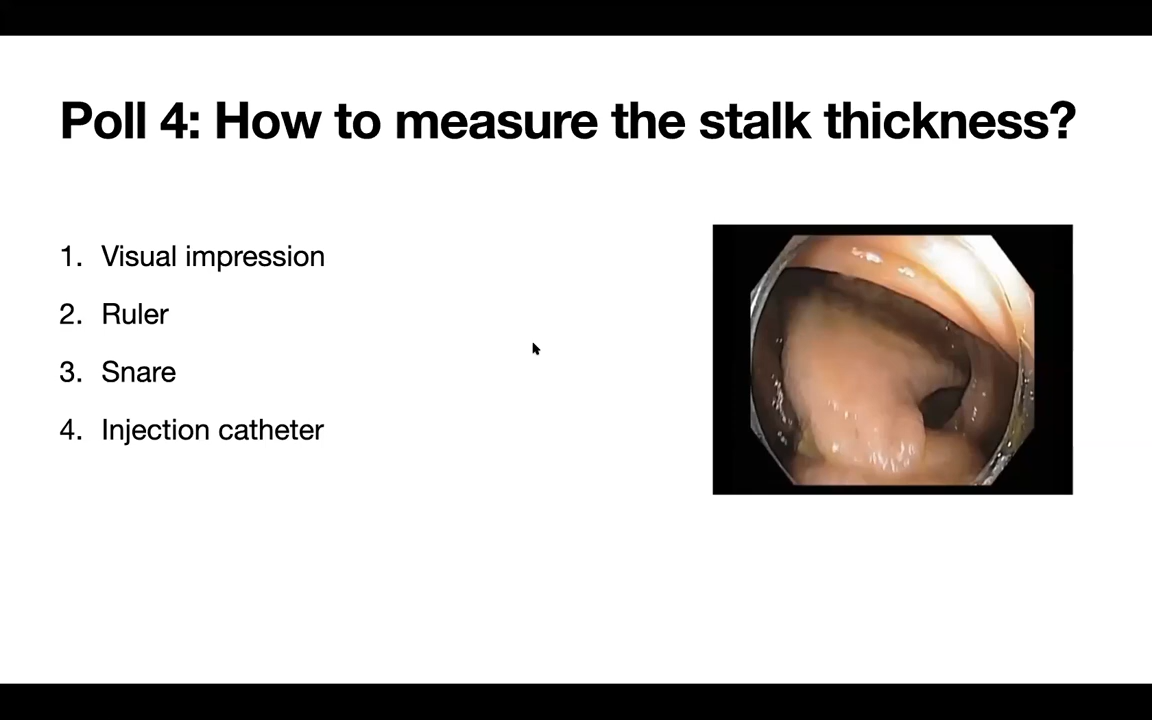 Poll 4: How to measure the stalk thickness?
1. Visual impression
2. Ruler
3. Snare
4. Injection catheter